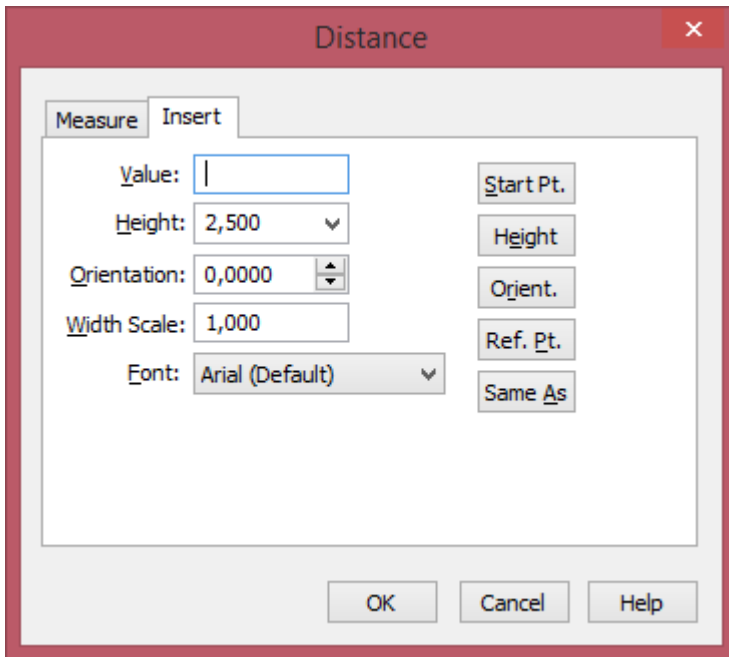 Distance
Measure Insert
Value: Start Pt.
Height: 2,500 Height
Orientation: 0,0000 Orient.
Width Scale: 1,000 Ref. Pt.
Font: Arial (Default) Same As
OK Cancel Help